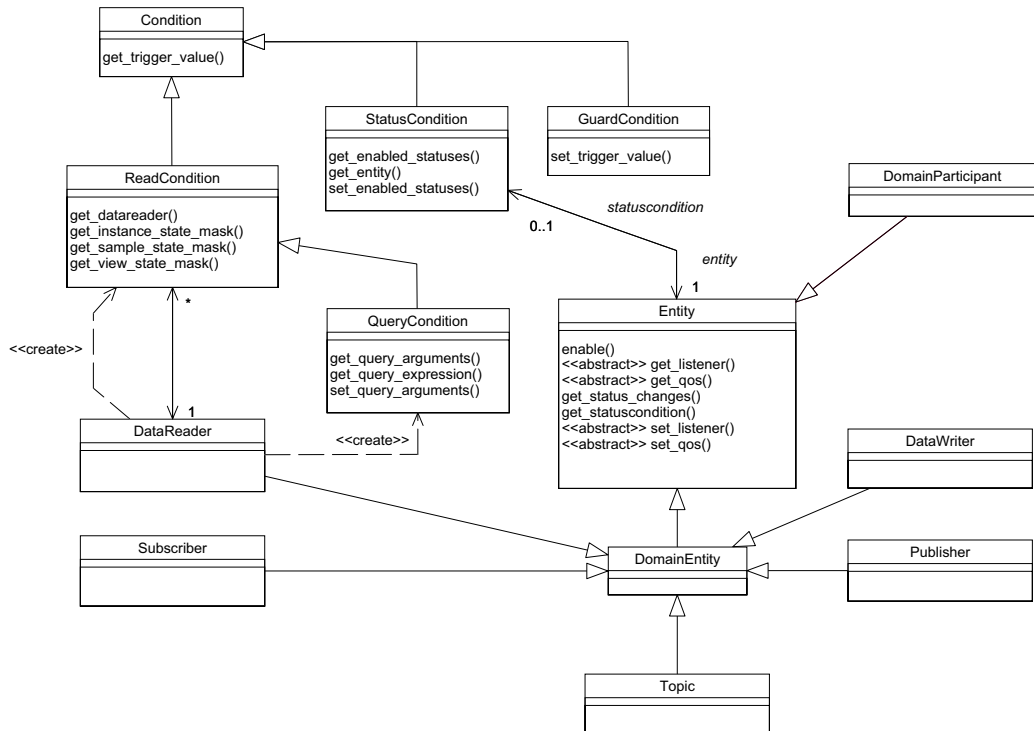 Condition
get_trigger_value()
StatusCondition
get_enabled_statuses()
get_entity()
set_enabled_statuses()
GuardCondition
set_trigger_value()
ReadCondition
get_datareader()
get_instance_state_mask()
get_sample_state_mask()
get_view_state_mask()
DomainParticipant
statuscondition
0..1
entity
1
*
<<create>>
QueryCondition
get_query_arguments()
get_query_expression()
set_query_arguments()
Entity
enable()
<<abstract>> get_listener()
<<abstract>> get_qos()
get_status_changes()
get_statuscondition()
<<abstract>> set_listener()
<<abstract>> set_qos()
1
DataReader
<<create>>
DataWriter
Subscriber
DomainEntity
Publisher
Topic